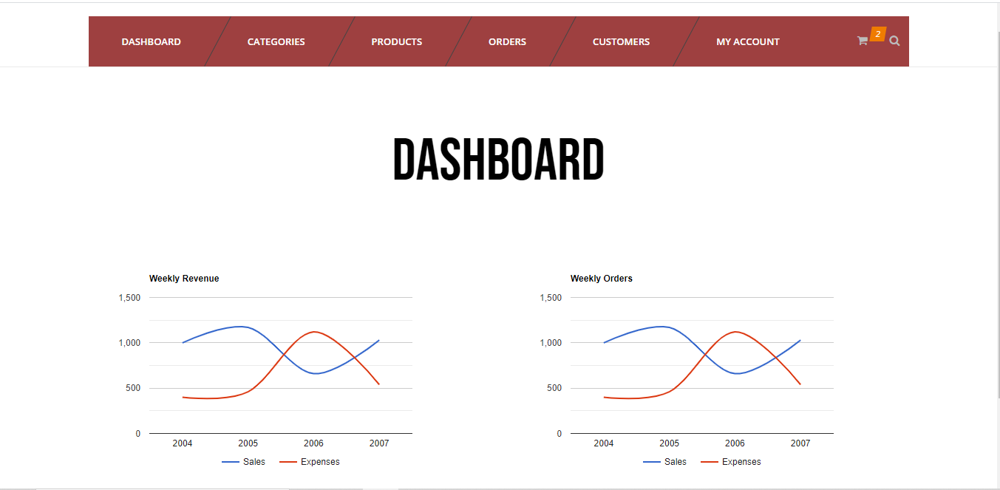 DASHBOARD CATEGORIES PRODUCTS ORDERS CUSTOMERS MY ACCOUNT 2
DASHBOARD
Weekly Revenue
1,500
1,000
500
0
2004 2005 2006 2007
Sales Expenses
Weekly Orders
1,500
1,000
500
0
2004 2005 2006 2007
Sales Expenses